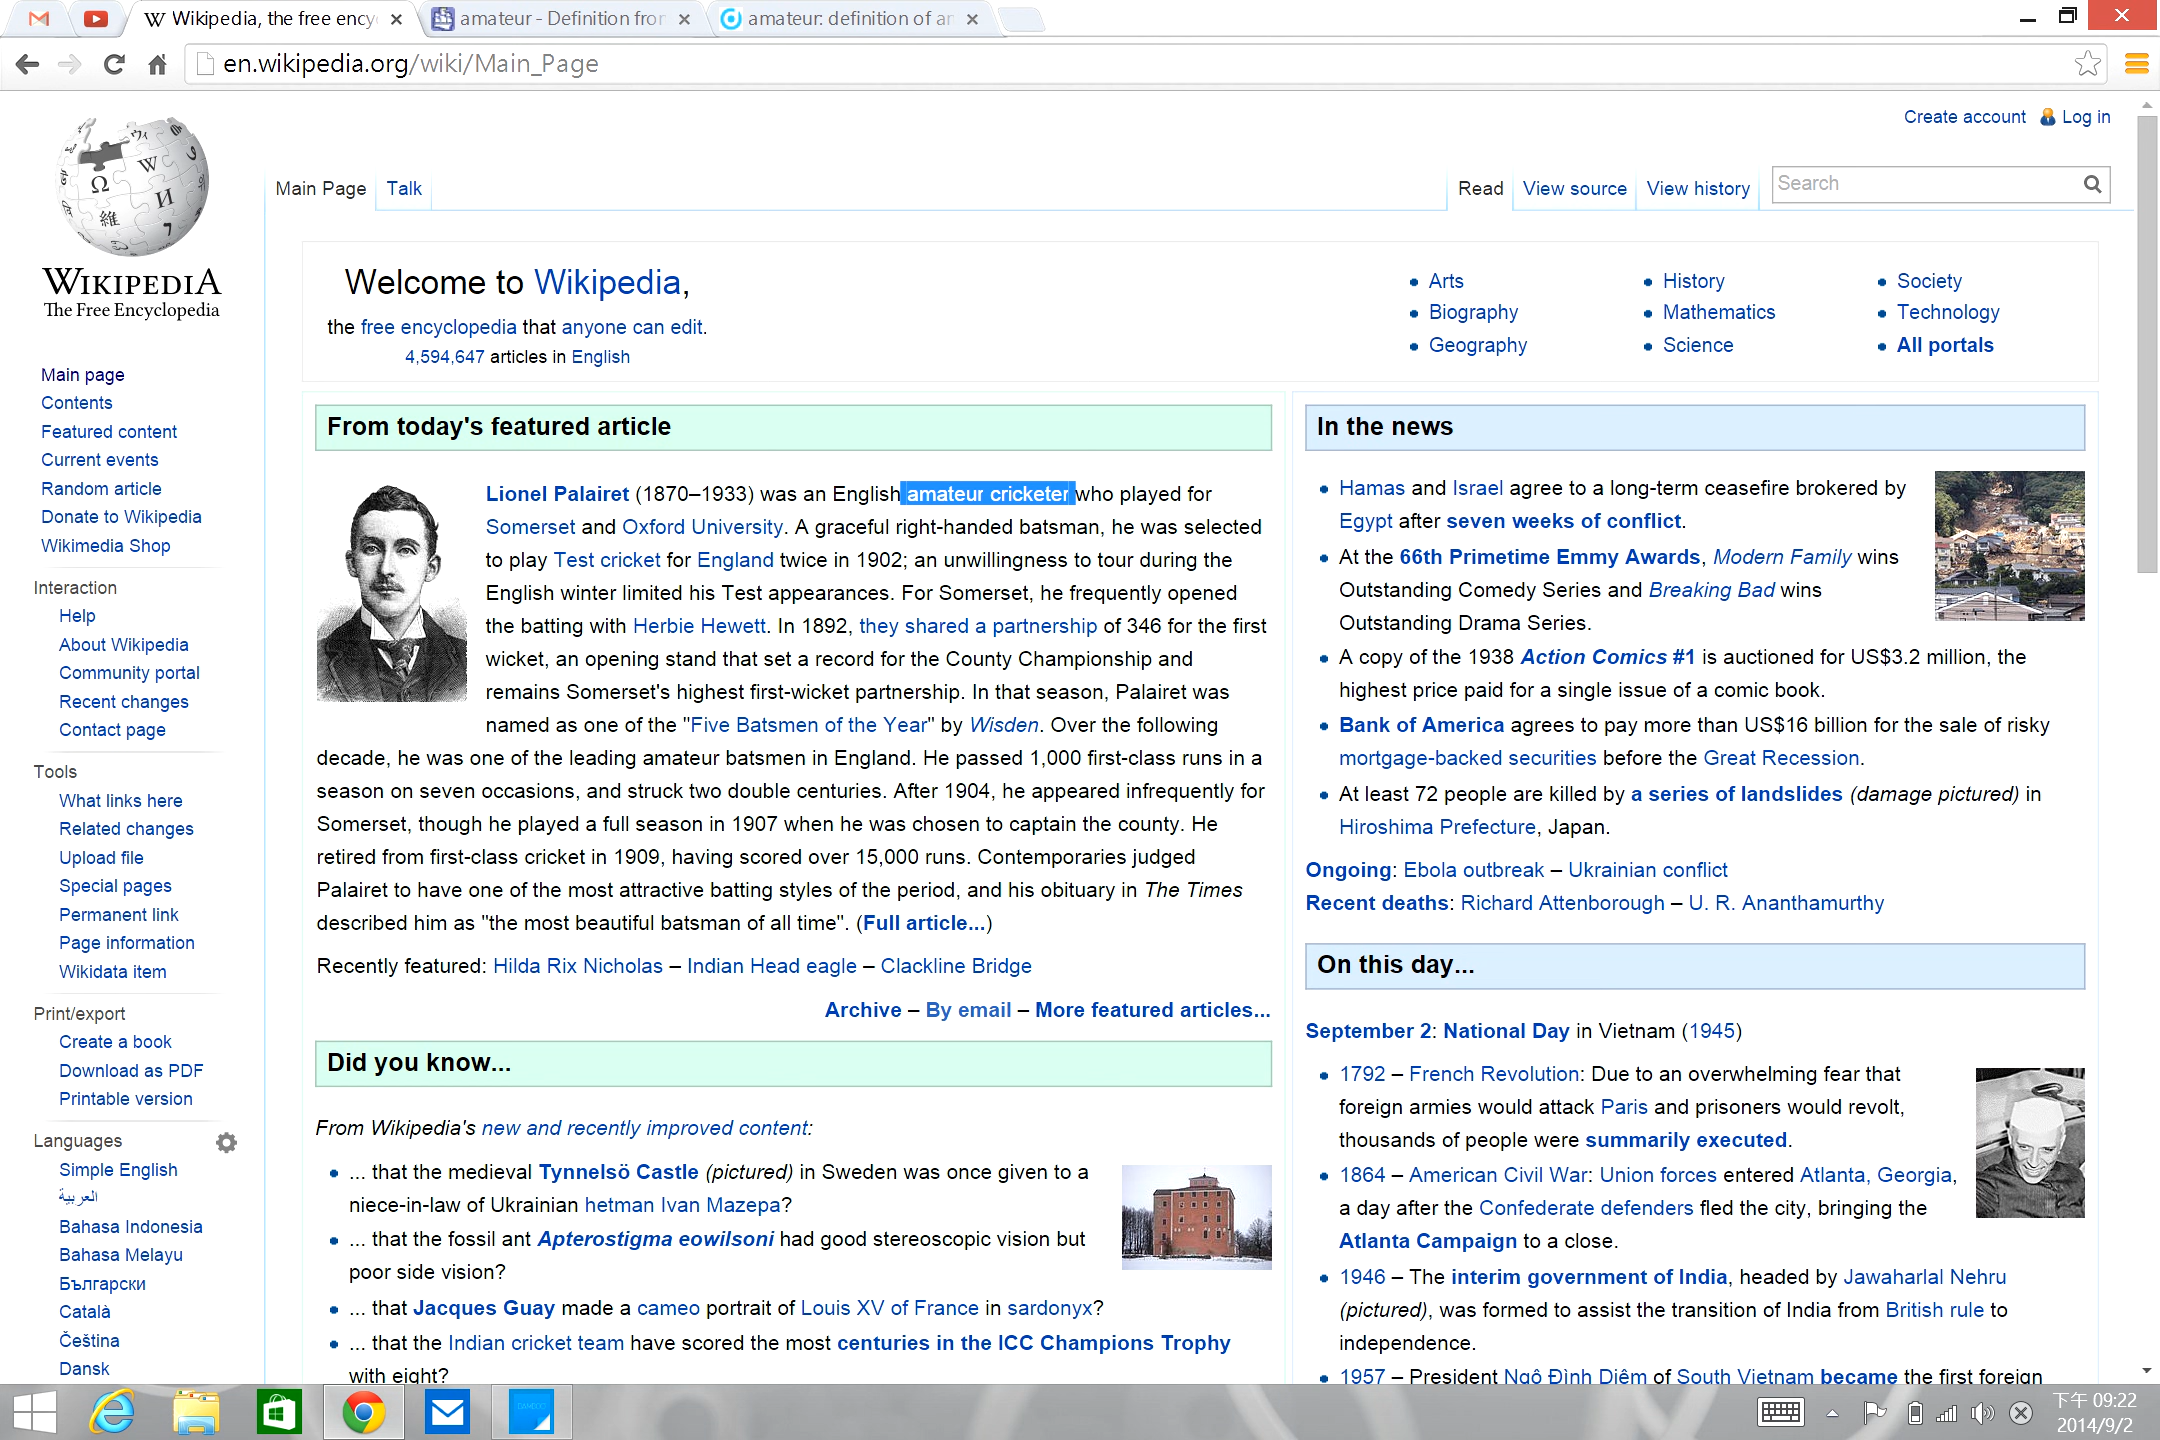 Wikipedia, the free ency
amateur - Definition fror
amateur: definition of an
en.wikipedia.org/wiki/Main_Page
Create account Log in
Main Page Talk Read View source View history Search
WIKIPEDIA
The Free Encyclopedia
Main page
Contents
Featured content
Current events
Random article
Donate to Wikipedia
Wikimedia Shop
Interaction
Help
About Wikipedia
Community portal
Recent changes
Contact page
Tools
What links here
Related changes
Upload file
Special pages
Permanent link
Page information
Wikidata item
Print/export
Create a book
Download as PDF
Printable version
Languages
Simple English
العربية
Bahasa Indonesia
Bahasa Melayu
Български
Català
Čeština
Dansk
Welcome to Wikipedia,
the free encyclopedia that anyone can edit.
4,594,647 articles in English
Arts
Biography
Geography
History
Mathematics
Science
Society
Technology
All portals
From today's featured article
Lionel Palairet (1870–1933) was an English amateur cricketer who played for
Somerset and Oxford University. A graceful right-handed batsman, he was selected
to play Test cricket for England twice in 1902; an unwillingness to tour during the
English winter limited his Test appearances. For Somerset, he frequently opened
the batting with Herbie Hewett. In 1892, they shared a partnership of 346 for the first
wicket, an opening stand that set a record for the County Championship and
remains Somerset's highest first-wicket partnership. In that season, Palairet was
named as one of the "Five Batsmen of the Year" by Wisden. Over the following
decade, he was one of the leading amateur batsmen in England. He passed 1,000 first-class runs in a
season on seven occasions, and struck two double centuries. After 1904, he appeared infrequently for
Somerset, though he played a full season in 1907 when he was chosen to captain the county. He
retired from first-class cricket in 1909, having scored over 15,000 runs. Contemporaries judged
Palairet to have one of the most attractive batting styles of the period, and his obituary in The Times
described him as "the most beautiful batsman of all time". (Full article...)
Recently featured: Hilda Rix Nicholas – Indian Head eagle – Clackline Bridge
Archive – By email – More featured articles...
Did you know...
From Wikipedia's new and recently improved content:
... that the medieval Tynnelsö Castle (pictured) in Sweden was once given to a
niece-in-law of Ukrainian hetman Ivan Mazepa?
... that the fossil ant Apterostigma eowilsoni had good stereoscopic vision but
poor side vision?
... that Jacques Guay made a cameo portrait of Louis XV of France in sardonyx?
... that the Indian cricket team have scored the most centuries in the ICC Champions Trophy
with eight?
In the news
Hamas and Israel agree to a long-term ceasefire brokered by
Egypt after seven weeks of conflict.
At the 66th Primetime Emmy Awards, Modern Family wins
Outstanding Comedy Series and Breaking Bad wins
Outstanding Drama Series.
A copy of the 1938 Action Comics #1 is auctioned for US$3.2 million, the
highest price paid for a single issue of a comic book.
Bank of America agrees to pay more than US$16 billion for the sale of risky
mortgage-backed securities before the Great Recession.
At least 72 people are killed by a series of landslides (damage pictured) in
Hiroshima Prefecture, Japan.
Ongoing: Ebola outbreak – Ukrainian conflict
Recent deaths: Richard Attenborough – U. R. Ananthamurthy
On this day...
September 2: National Day in Vietnam (1945)
1792 – French Revolution: Due to an overwhelming fear that
foreign armies would attack Paris and prisoners would revolt,
thousands of people were summarily executed.
1864 – American Civil War: Union forces entered Atlanta, Georgia,
a day after the Confederate defenders fled the city, bringing the
Atlanta Campaign to a close.
1946 – The interim government of India, headed by Jawaharlal Nehru
(pictured), was formed to assist the transition of India from British rule to
independence.
1957 – President Ngô Đình Diệm of South Vietnam became the first foreign
下午 09:22
2014/9/2